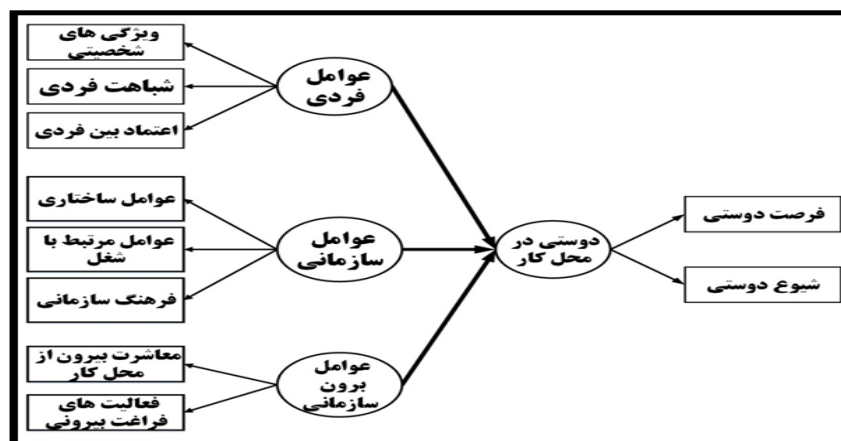 ویژگی های
شخصیتی
شباهت فردی
اعتماد بین فردی
عوامل
فردی
عوامل ساختاری
عوامل مرتبط با
شغل
فرهنگ سازمانی
عوامل
سازمانی
دوستی در
محل کار
فرصت دوستی
شیوع دوستی
معاشرت بیرون از
محل کار
فعالیت های
فراغت بیرونی
عوامل
برون
سازمانی